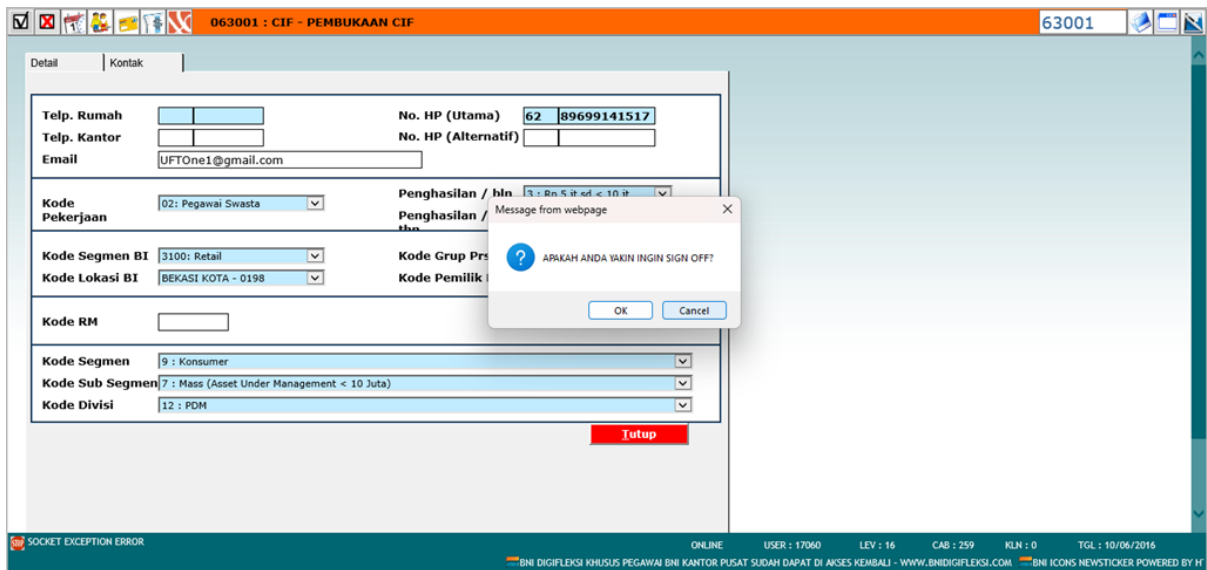 063001 : CIF - PEMBUKAAN CIF
63001
Detail
Kontak
Telp. Rumah
No. HP (Utama)
62
89699141517
Telp. Kantor
No. HP (Alternatif)
Email
UFTOne1@gmail.com
Kode Pekerjaan
02: Pegawai Swasta
Penghasilan / bln
3 : Rp 5 jt sd < 10 jt
Penghasilan /
thn
Message from webpage
APAKAH ANDA YAKIN INGIN SIGN OFF?
OK
Cancel
Kode Segmen BI
3100: Retail
Kode Grup Prs
Kode Lokasi BI
BEKASI KOTA - 0198
Kode Pemilik
Kode RM
Kode Segmen
9 : Konsumer
Kode Sub Segmen
7 : Mass (Asset Under Management < 10 Juta)
Kode Divisi
12 : PDM
Tutup
STOP
SOCKET EXCEPTION ERROR
ONLINE
USER : 17060
LEV : 16
CAB : 259
KLN : 0
TGL : 10/06/2016
BNI DIGIFLEKSI KHUSUS PEGAWAI BNI KANTOR PUSAT SUDAH DAPAT DI AKSES KEMBALI - WWW.BNIDIGIFLEKSI.COM
BNI ICONS NEWSTICKER POWERED BY